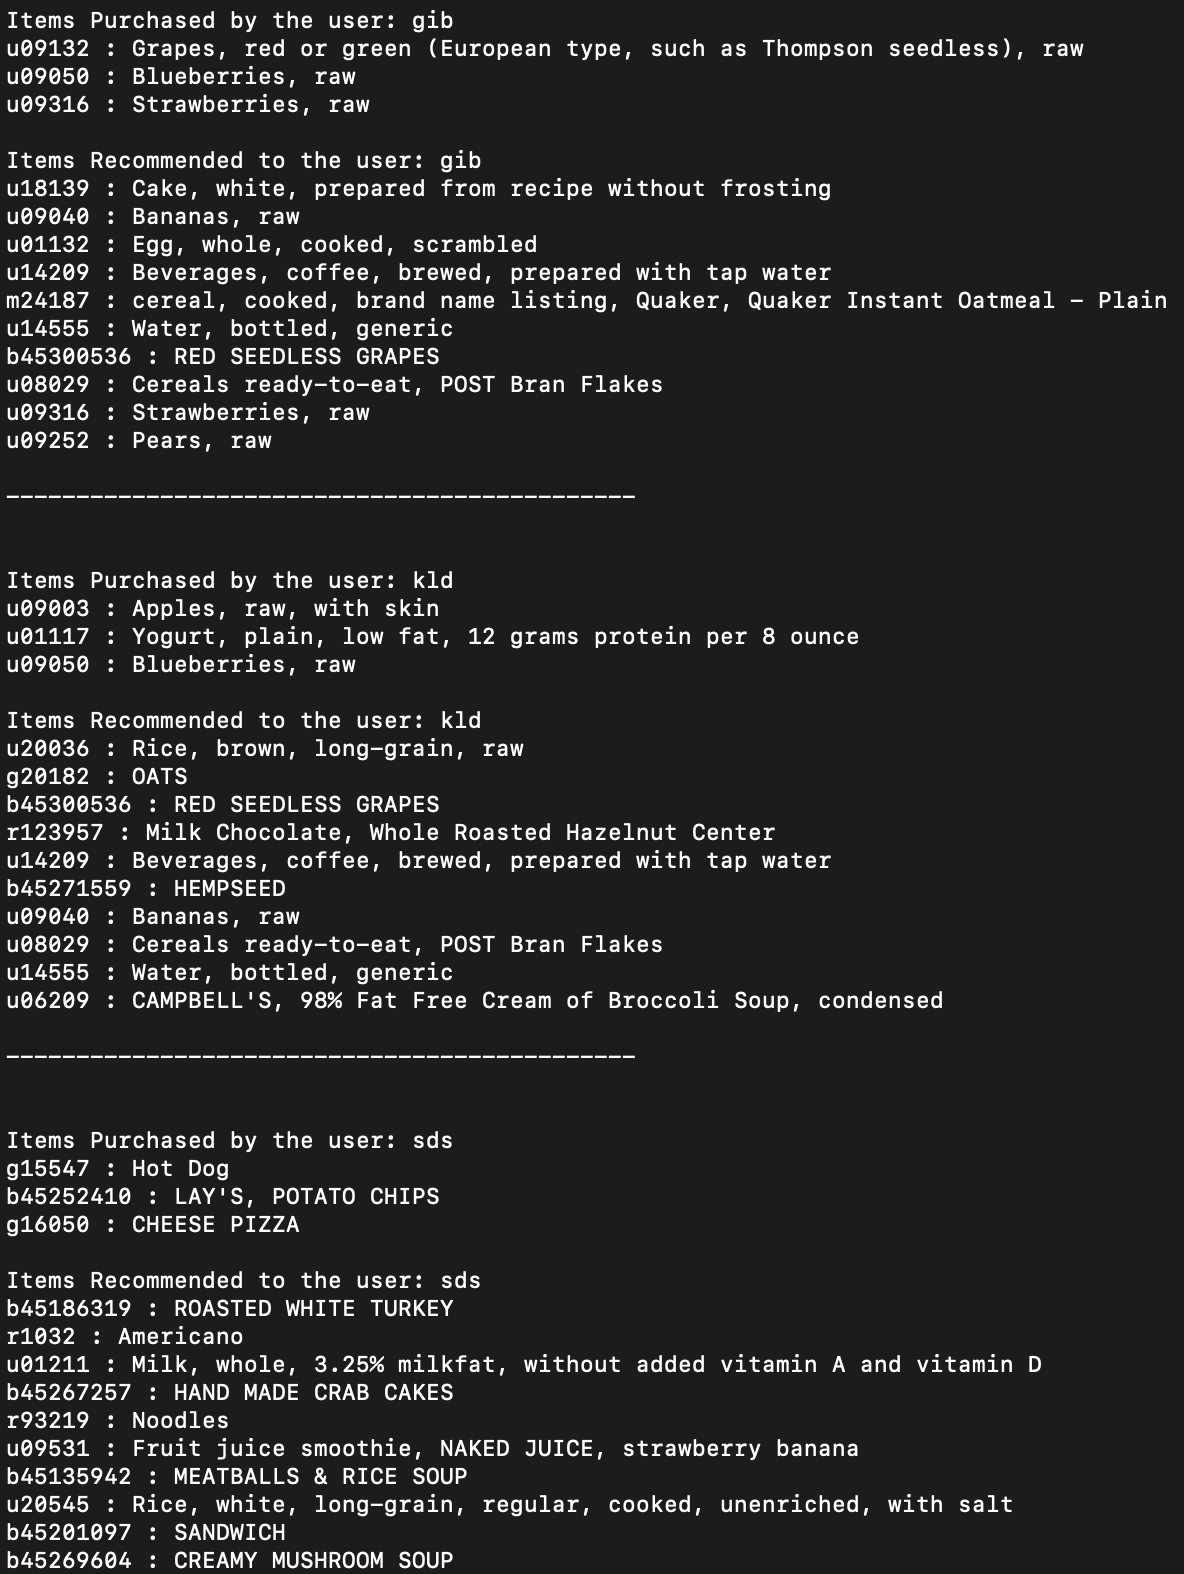 Items Purchased by the user: gib
u09132 : Grapes, red or green (European type, such as Thompson seedless), raw
u09050 : Blueberries, raw
u09316 : Strawberries, raw
Items Recommended to the user: gib
u18139 : Cake, white, prepared from recipe without frosting
u09040 : Bananas, raw
u01132 : Egg, whole, cooked, scrambled
u14209 : Beverages, coffee, brewed, prepared with tap water
m24187 : cereal, cooked, brand name listing, Quaker, Quaker Instant Oatmeal – Plain
u14555 : Water, bottled, generic
b45300536 : RED SEEDLESS GRAPES
u08029 : Cereals ready-to-eat, POST Bran Flakes
u09316 : Strawberries, raw
u09252 : Pears, raw
---------------------------------------------
Items Purchased by the user: kld
u09003 : Apples, raw, with skin
u01117 : Yogurt, plain, low fat, 12 grams protein per 8 ounce
u09050 : Blueberries, raw
Items Recommended to the user: kld
u20036 : Rice, brown, long-grain, raw
g20182 : OATS
b45300536 : RED SEEDLESS GRAPES
r123957 : Milk Chocolate, Whole Roasted Hazelnut Center
u14209 : Beverages, coffee, brewed, prepared with tap water
b45271559 : HEMPSEED
u09040 : Bananas, raw
u08029 : Cereals ready-to-eat, POST Bran Flakes
u14555 : Water, bottled, generic
u06209 : CAMPBELL'S, 98% Fat Free Cream of Broccoli Soup, condensed
---------------------------------------------
Items Purchased by the user: sds
g15547 : Hot Dog
b45252410 : LAY'S, POTATO CHIPS
g16050 : CHEESE PIZZA
Items Recommended to the user: sds
b45186319 : ROASTED WHITE TURKEY
r1032 : Americano
u01211 : Milk, whole, 3.25% milkfat, without added vitamin A and vitamin D
b45267257 : HAND MADE CRAB CAKES
r93219 : Noodles
u09531 : Fruit juice smoothie, NAKED JUICE, strawberry banana
b45135942 : MEATBALLS & RICE SOUP
u20545 : Rice, white, long-grain, regular, cooked, unenriched, with salt
b45201097 : SANDWICH
b45269604 : CREAMY MUSHROOM SOUP